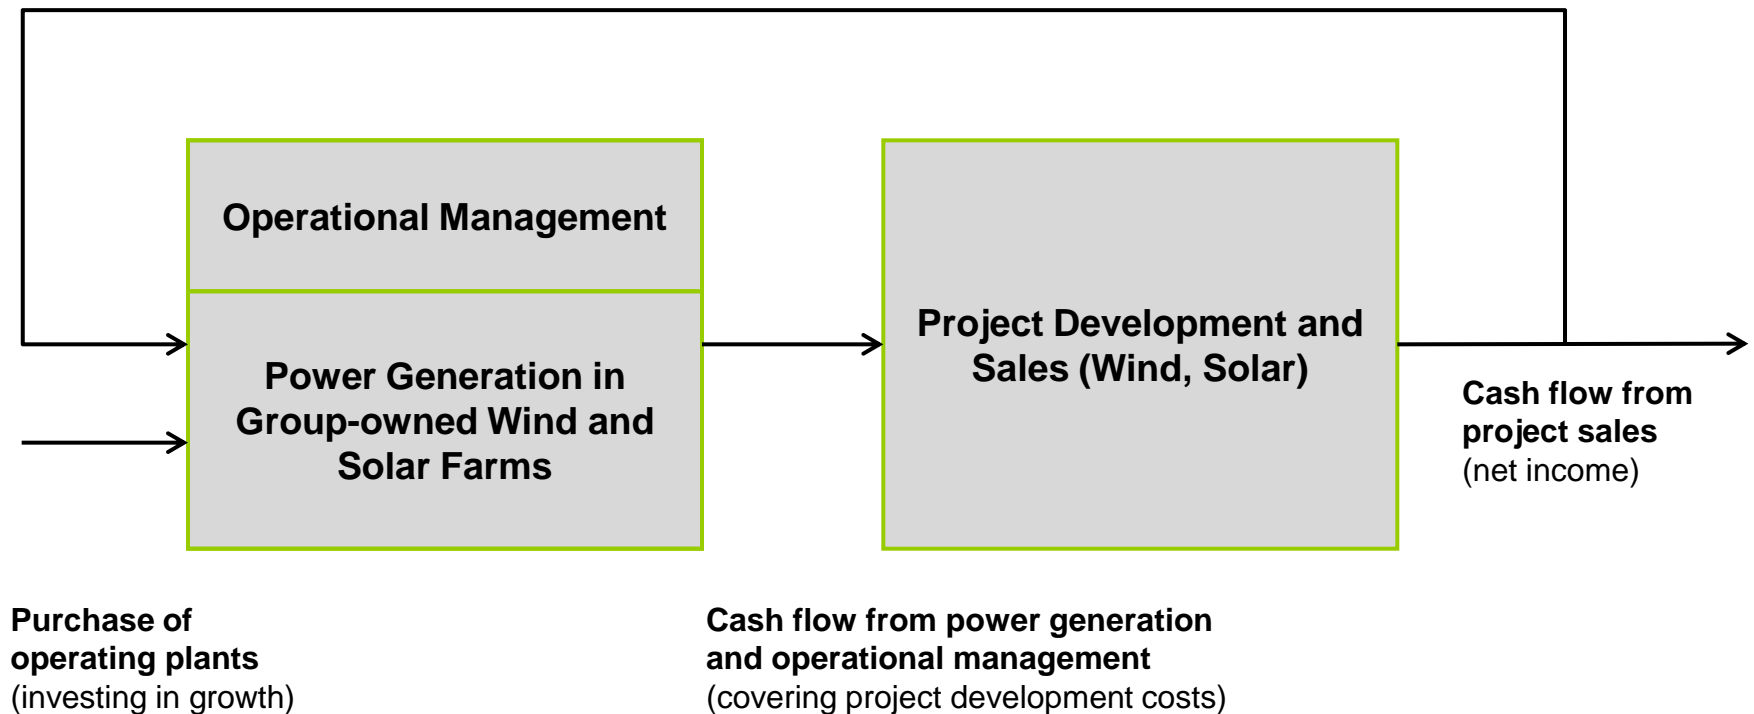 Operational Management
Power Generation in
Group-owned Wind and
Solar Farms
Project Development and
Sales (Wind, Solar)
Cash flow from
project sales
(net income)
Purchase of
operating plants
(investing in growth)
Cash flow from power generation
and operational management
(covering project development costs)